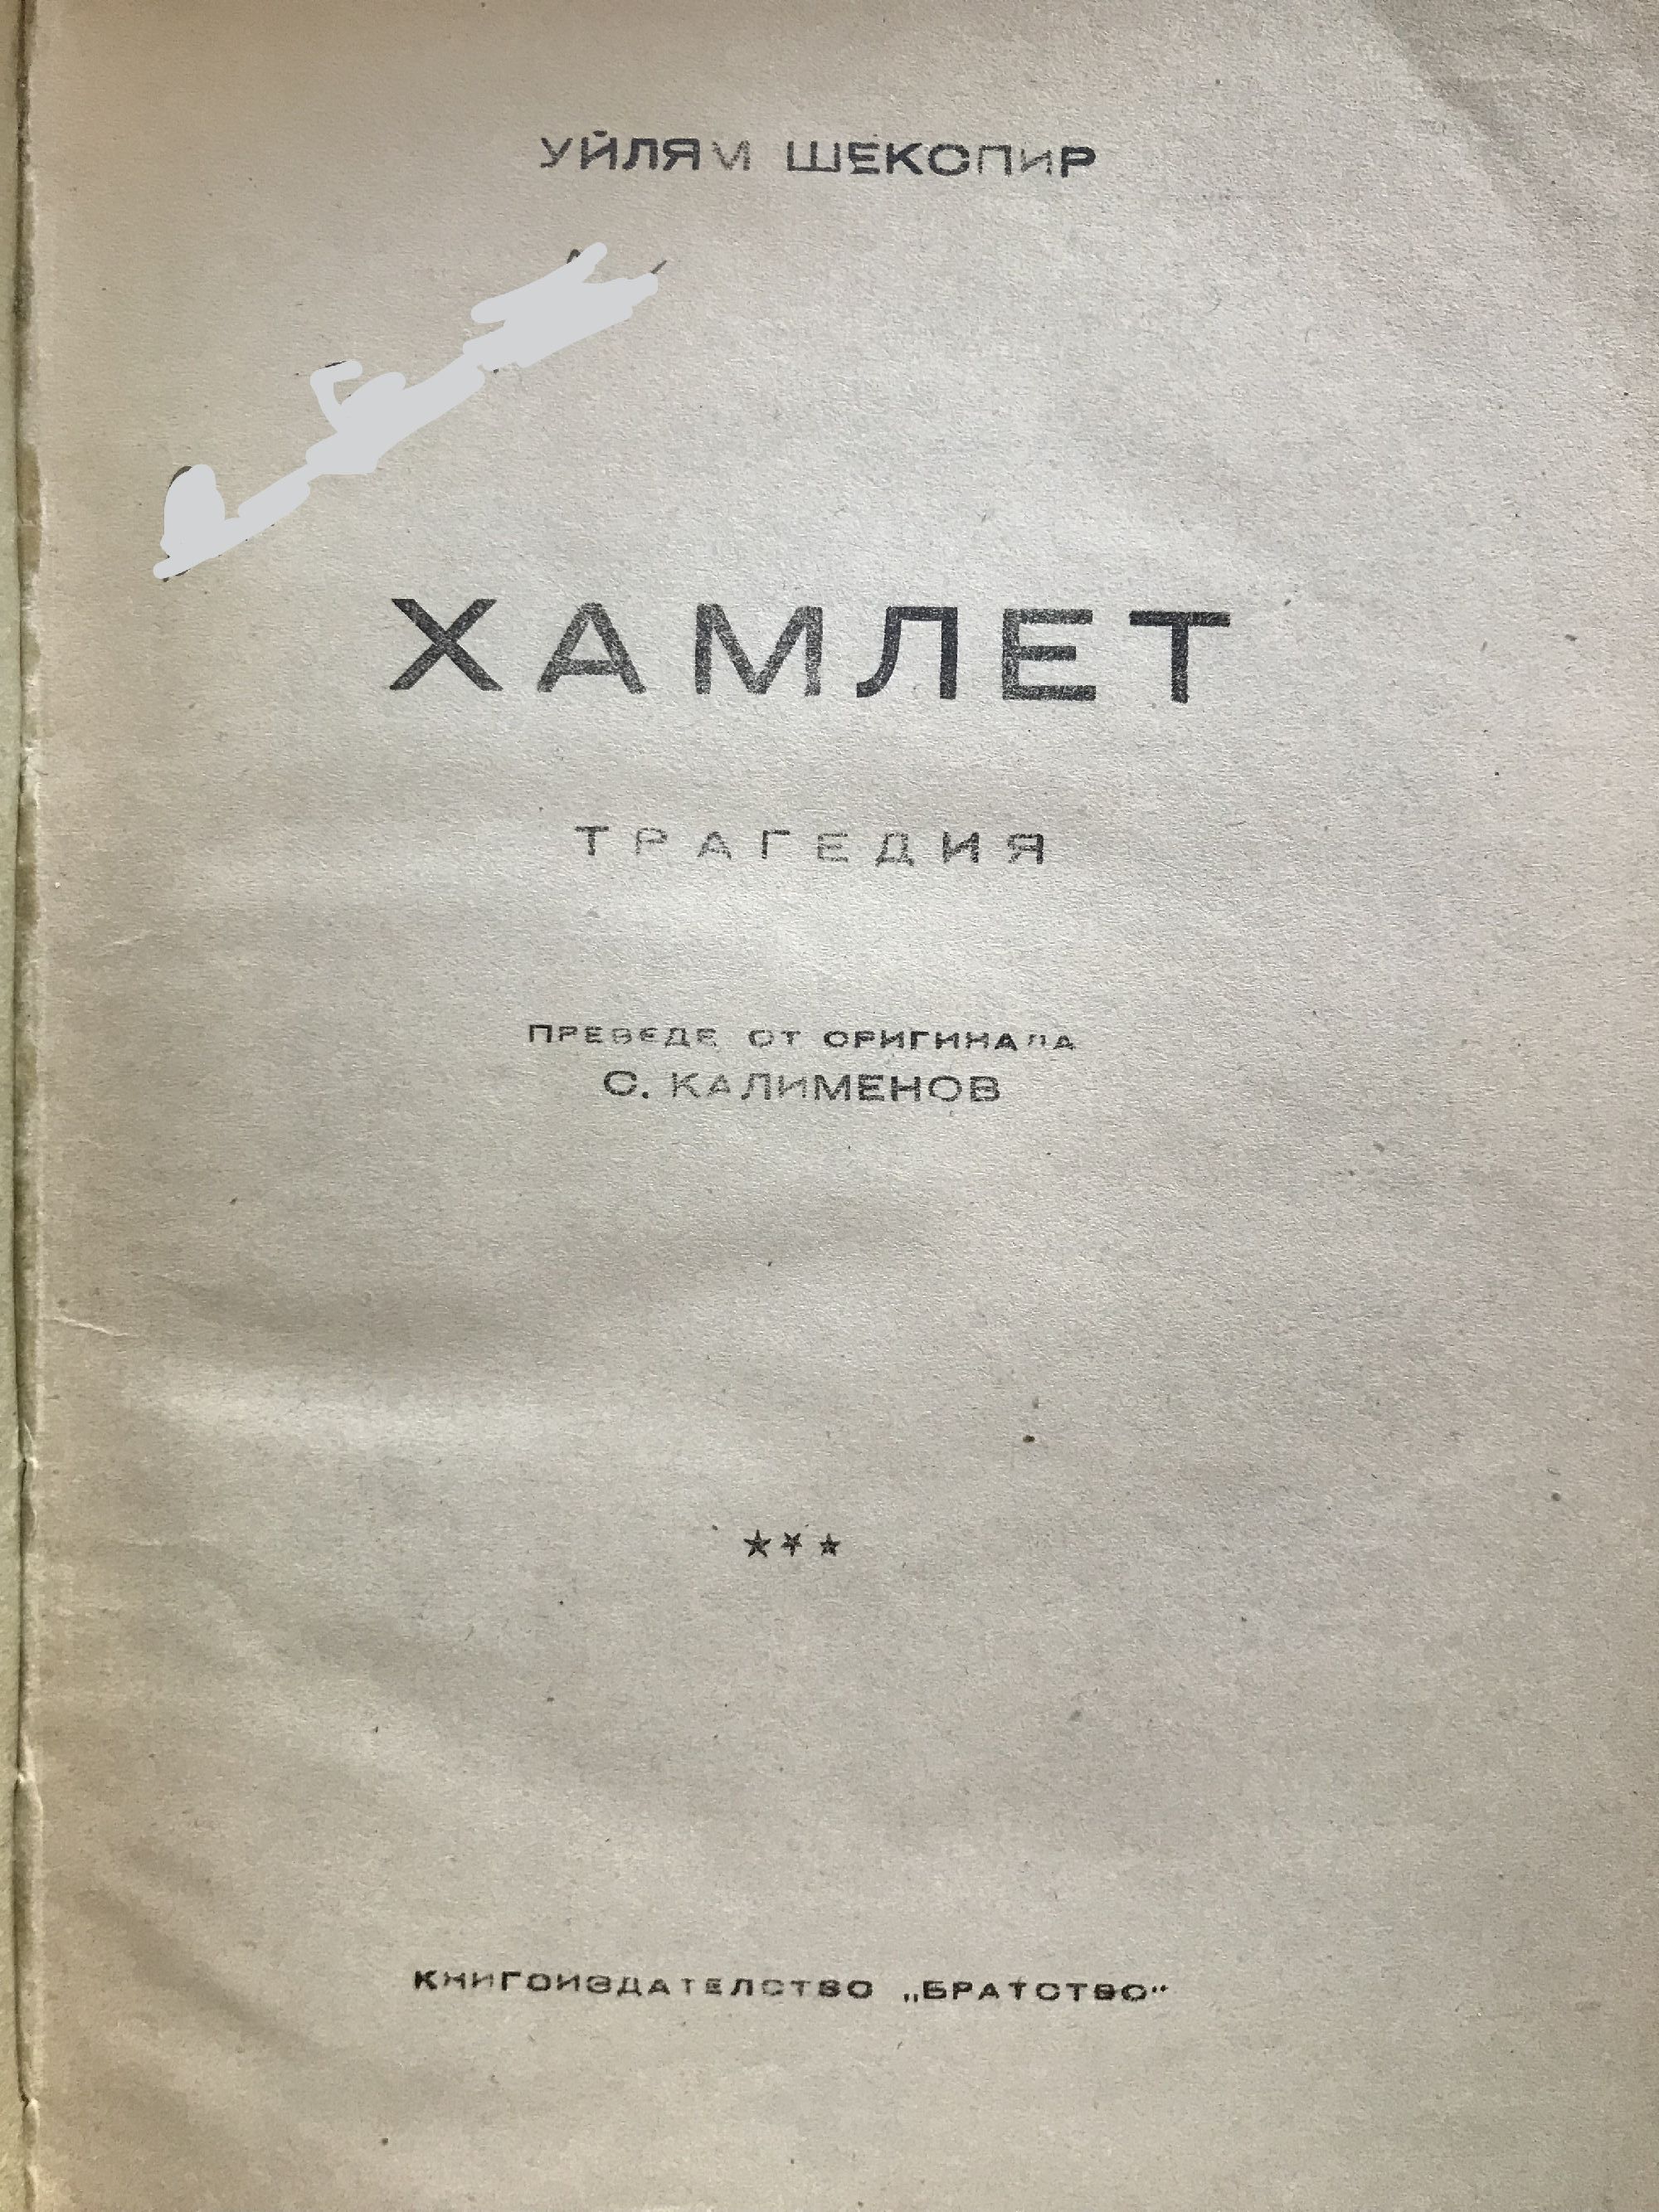 УЙЛЯМ ШЕКСПИР
ХАМЛЕТ
ТРАГЕДИЯ
ПРЕВЕДЕ ОТ ОРИГИНАЛА
С. КАЛИМЕНОВ
КНИГОИЗДАТЕЛСТВО „БРАТСТВО“